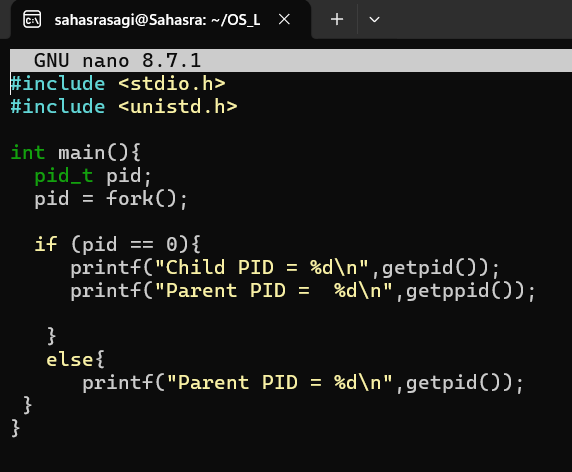 sahasrasagi@Sahasra: ~/OS_L
GNU nano 8.7.1
#include <stdio.h>
#include <unistd.h>
int main(){
  pid_t pid;
  pid = fork();
  if (pid == 0){
     printf("Child PID = %d\n",getpid());
     printf("Parent PID =  %d\n",getppid());
   }
   else{
      printf("Parent PID = %d\n",getpid());
 }
}